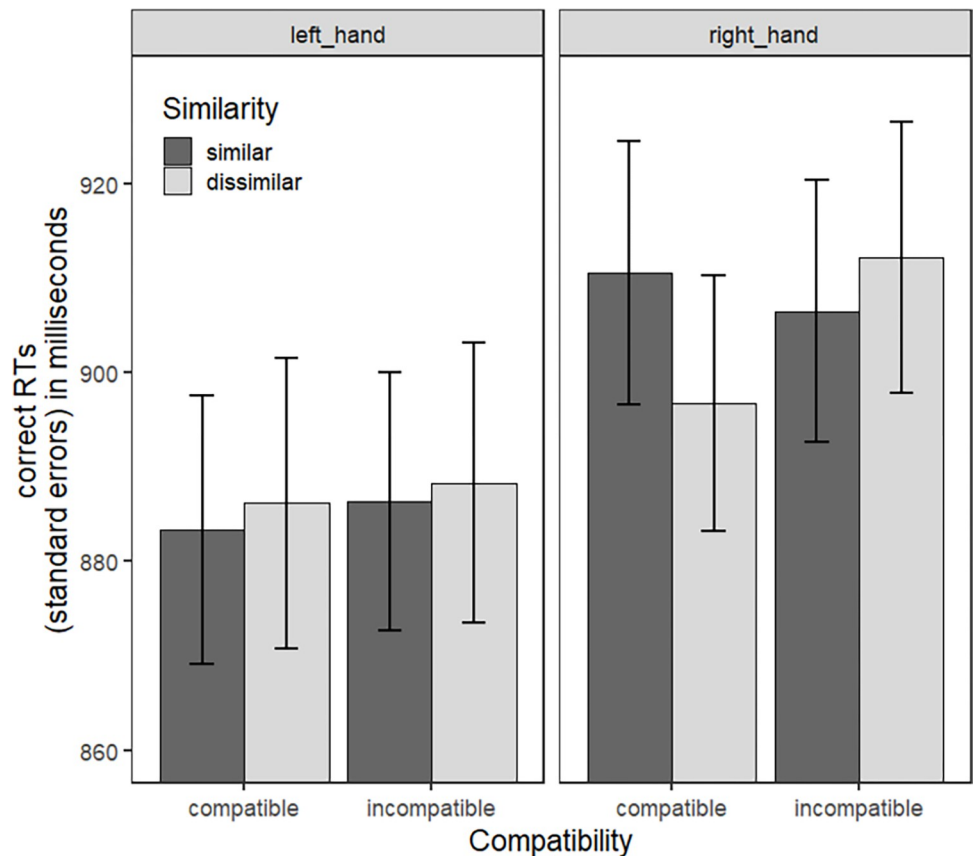 left_hand
right_hand
Similarity
similar
dissimilar
correct RTs
(standard errors) in milliseconds
920
900
880
860
compatible
incompatible
compatible
incompatible
Compatibility